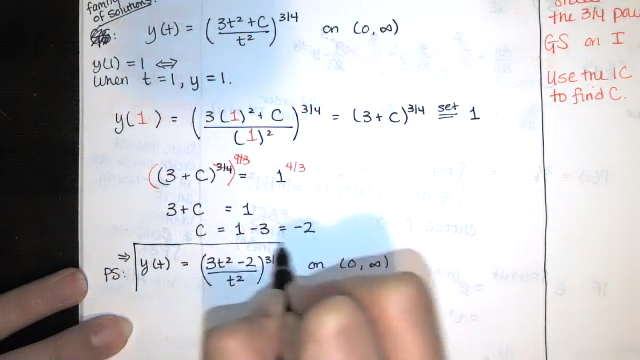 family
of solutions
GS: y(t) = ((3t² + C)/t²)^(3/4) on (0, ∞)
y(1) = 1 ⇔
when t = 1, y = 1.
y(1) = ((3(1)² + C)/(1)²)^(3/4) = (3 + C)^(3/4) set = 1
((3 + C)^(3/4))^(4/3) = 1^(4/3)
3 + C = 1
C = 1 - 3 = -2
⇒
PS: y(t) = ((3t² - 2)/t²)^(3/ on (0, ∞)
the 3/4 pow
GS on I
Use the IC
to find C.